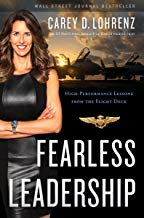 WALL STREET JOURNAL BESTSELLER
CAREY D. LOHRENZ
HIGH-PERFORMANCE LESSONS
FROM THE FLIGHT DECK
FEARLESS
LEADERSHIP